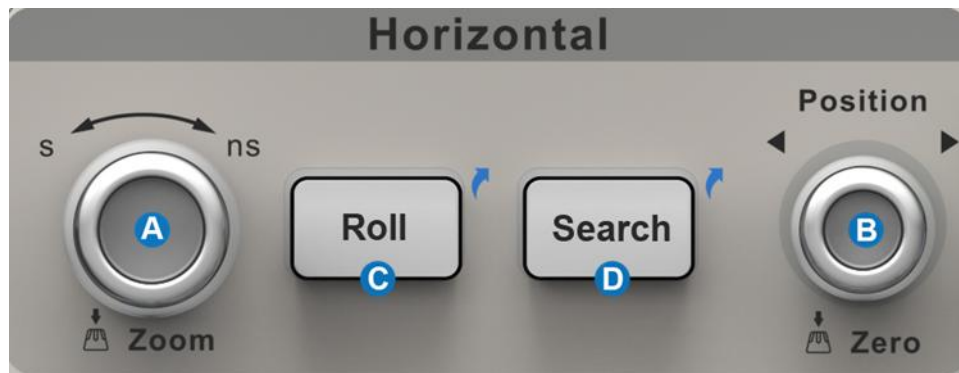 Horizontal
Position
s
ns
A
Roll
Search
B
C
D
Zoom
Zero